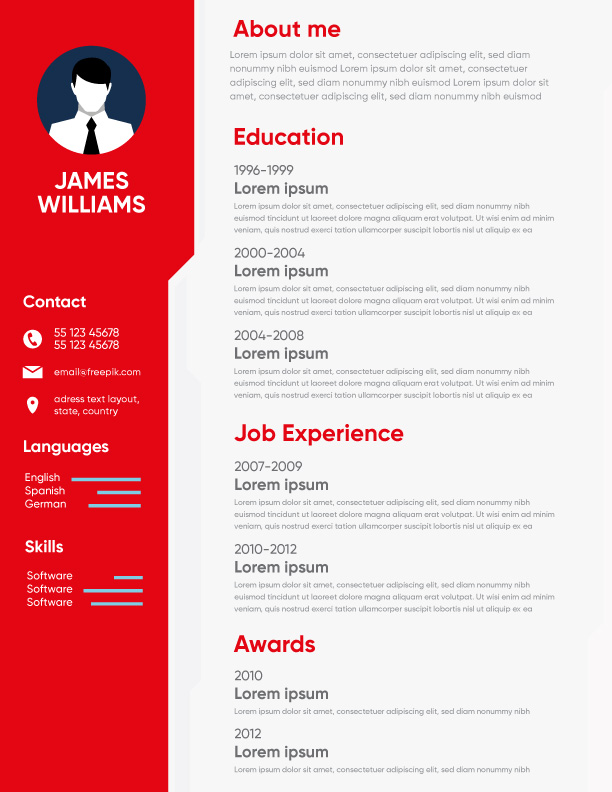 JAMES
WILLIAMS
Contact
55 123 45678
55 123 45678
email@freepik.com
adress text layout,
state, country
Languages
English
Spanish
German
Skills
Software
Software
Software
About me
Lorem ipsum dolor sit amet, consectetuer adipiscing elit, sed diam
nonummy nibh euismod Lorem ipsum dolor sit amet, consectetuer
adipiscing elit, sed diam nonummy nibh euismod Lorem ipsum dolor sit
amet, consectetuer adipiscing elit, sed diam nonummy nibh euismod
Education
1996-1999
Lorem ipsum
Lorem ipsum dolor sit amet, consectetuer adipiscing elit, sed diam nonummy nibh
euismod tincidunt ut laoreet dolore magna aliquam erat volutpat. Ut wisi enim ad minim
veniam, quis nostrud exerci tation ullamcorper suscipit lobortis nisl ut aliquip ex ea
2000-2004
Lorem ipsum
Lorem ipsum dolor sit amet, consectetuer adipiscing elit, sed diam nonummy nibh
euismod tincidunt ut laoreet dolore magna aliquam erat volutpat. Ut wisi enim ad minim
veniam, quis nostrud exerci tation ullamcorper suscipit lobortis nisl ut aliquip ex ea
2004-2008
Lorem ipsum
Lorem ipsum dolor sit amet, consectetuer adipiscing elit, sed diam nonummy nibh
euismod tincidunt ut laoreet dolore magna aliquam erat volutpat. Ut wisi enim ad minim
veniam, quis nostrud exerci tation ullamcorper suscipit lobortis nisl ut aliquip ex ea
Job Experience
2007-2009
Lorem ipsum
Lorem ipsum dolor sit amet, consectetuer adipiscing elit, sed diam nonummy nibh
euismod tincidunt ut laoreet dolore magna aliquam erat volutpat. Ut wisi enim ad minim
veniam, quis nostrud exerci tation ullamcorper suscipit lobortis nisl ut aliquip ex ea
2010-2012
Lorem ipsum
Lorem ipsum dolor sit amet, consectetuer adipiscing elit, sed diam nonummy nibh
euismod tincidunt ut laoreet dolore magna aliquam erat volutpat. Ut wisi enim ad minim
veniam, quis nostrud exerci tation ullamcorper suscipit lobortis nisl ut aliquip ex ea
Awards
2010
Lorem ipsum
Lorem ipsum dolor sit amet, consectetuer adipiscing elit, sed diam nonummy nibh
2012
Lorem ipsum
Lorem ipsum dolor sit amet, consectetuer adipiscing elit, sed diam nonummy nibh